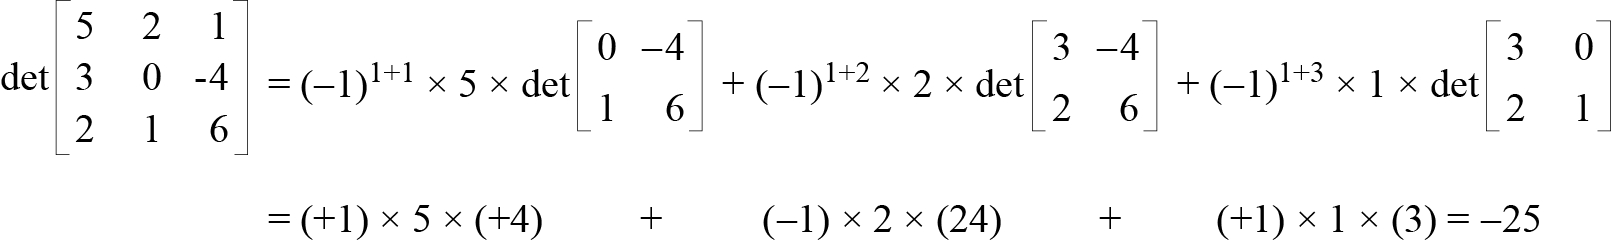 det [5 2 1; 3 0 -4; 2 1 6] = (–1)¹⁺¹ × 5 × det [0 –4; 1 6] + (–1)¹⁺² × 2 × det [3 –4; 2 6] + (–1)¹⁺³ × 1 × det [3 0; 2 1]
= (+1) × 5 × (+4) + (–1) × 2 × (24) + (+1) × 1 × (3) = –25